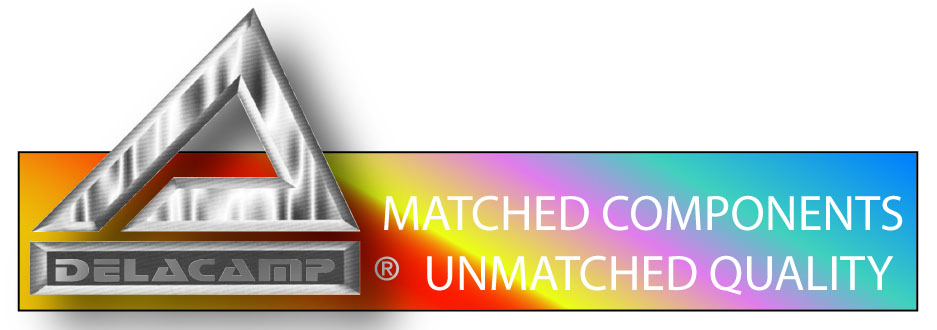 DELACAMP ®
MATCHED COMPONENTS
UNMATCHED QUALITY